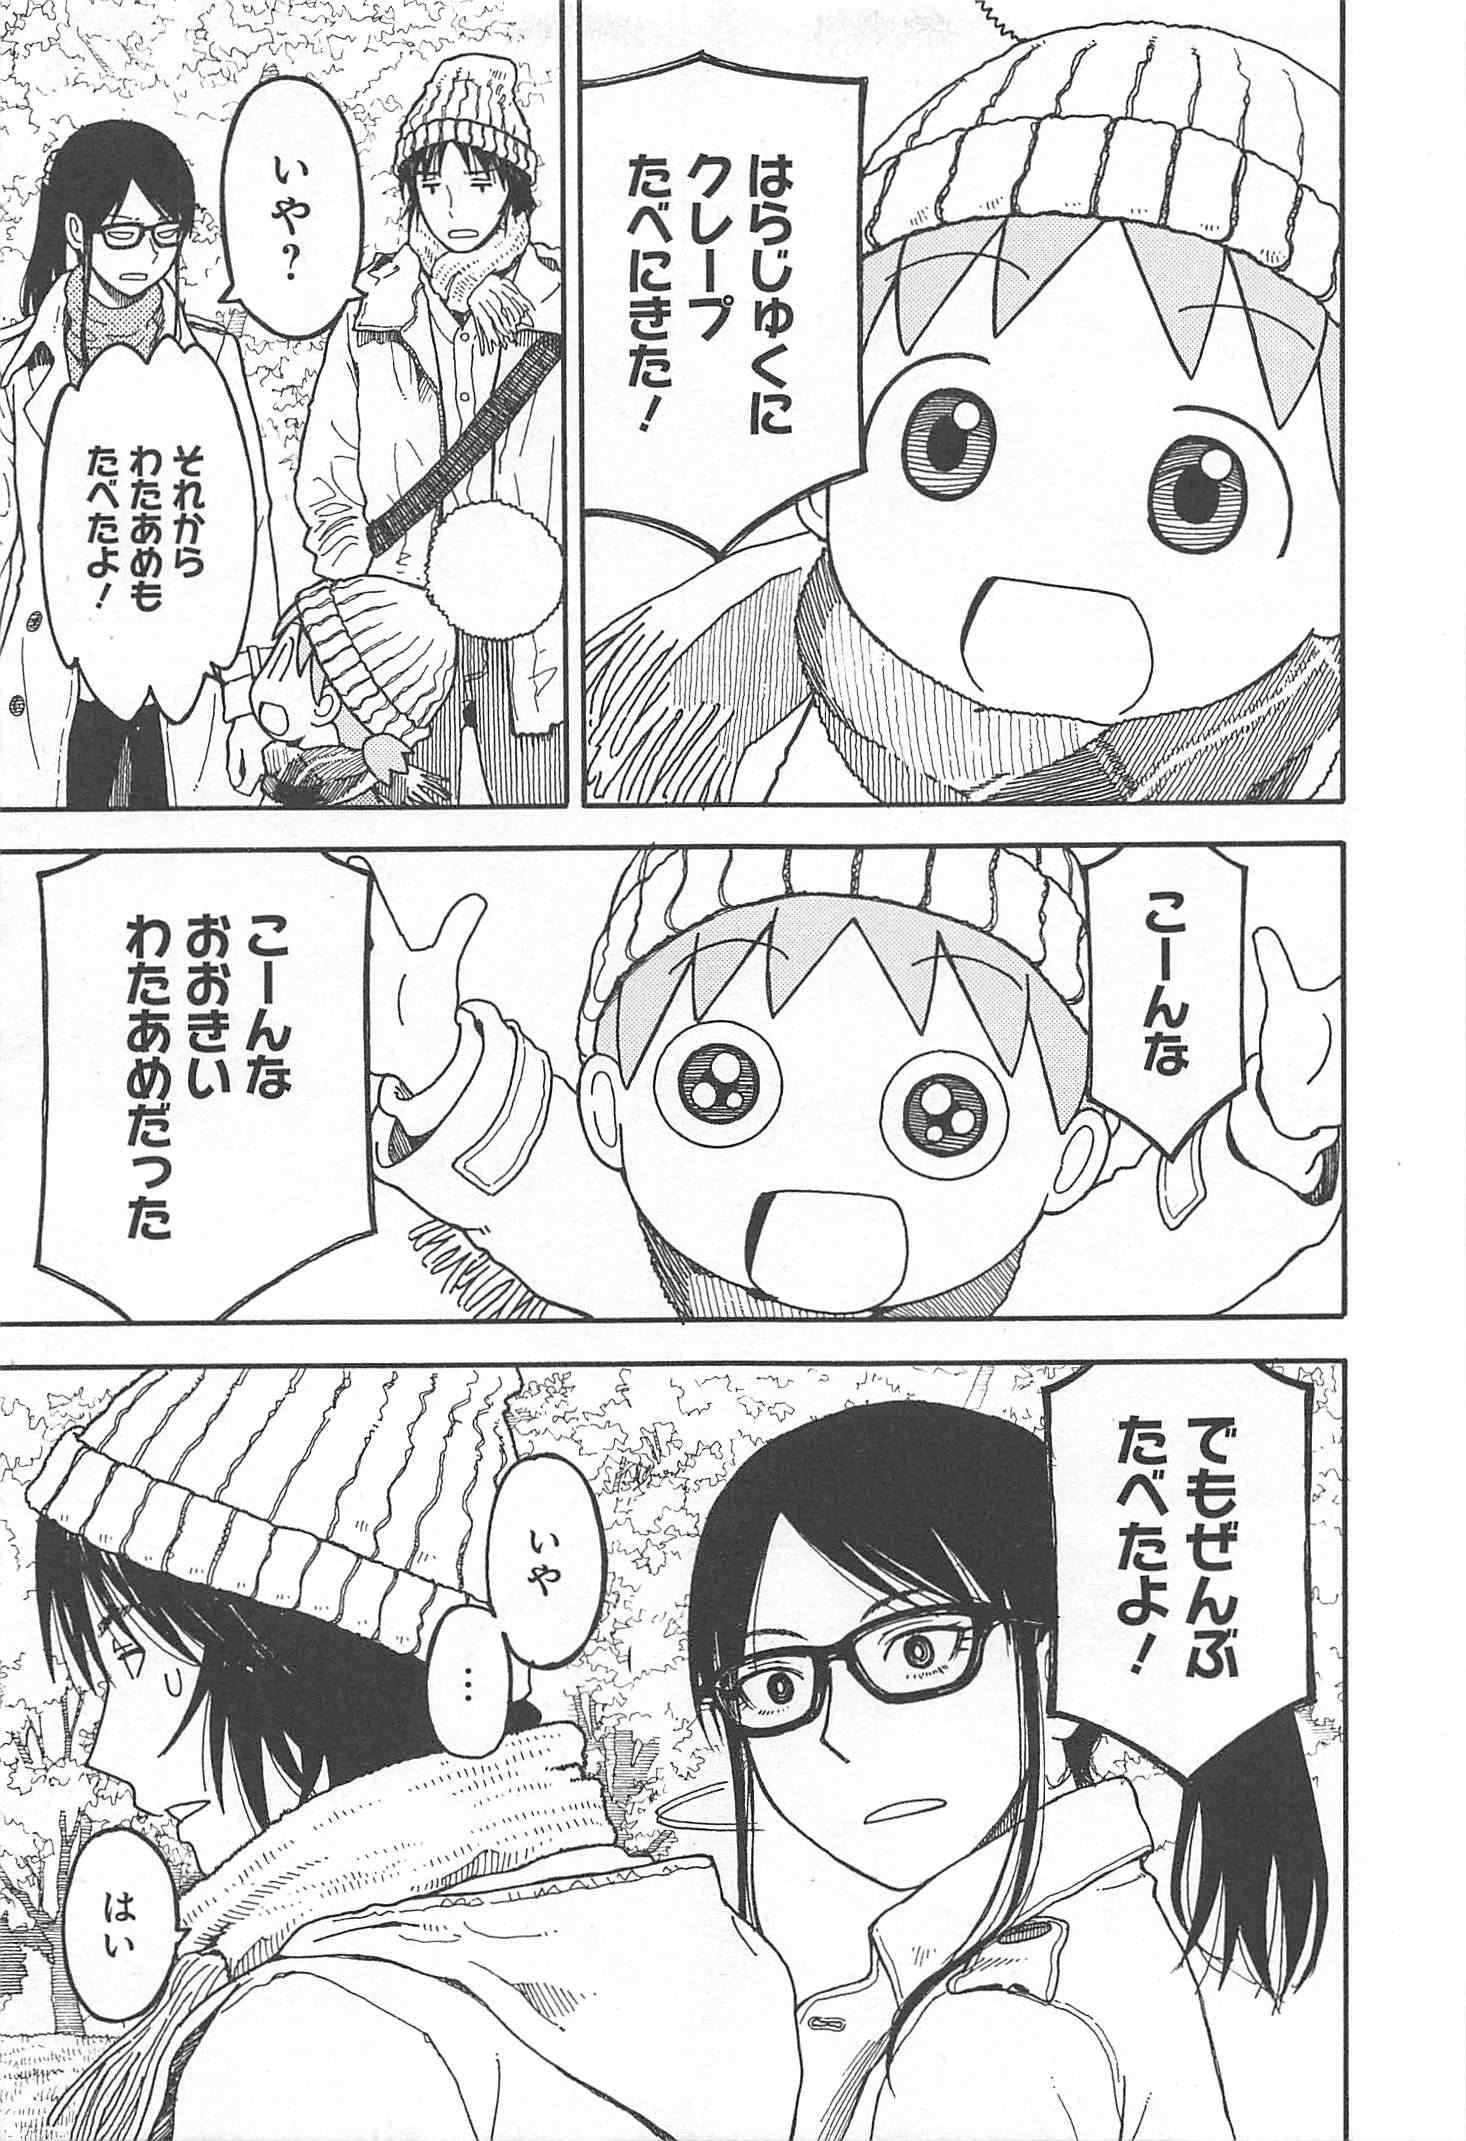 はらじゅくに
クレープ
たべにきた！
いや？
それから
わたあめも
たべたよ！
こーんな
こーんな
おおきい
わたあめだった
でもぜんぶ
たべたよ！
いや
…
はい